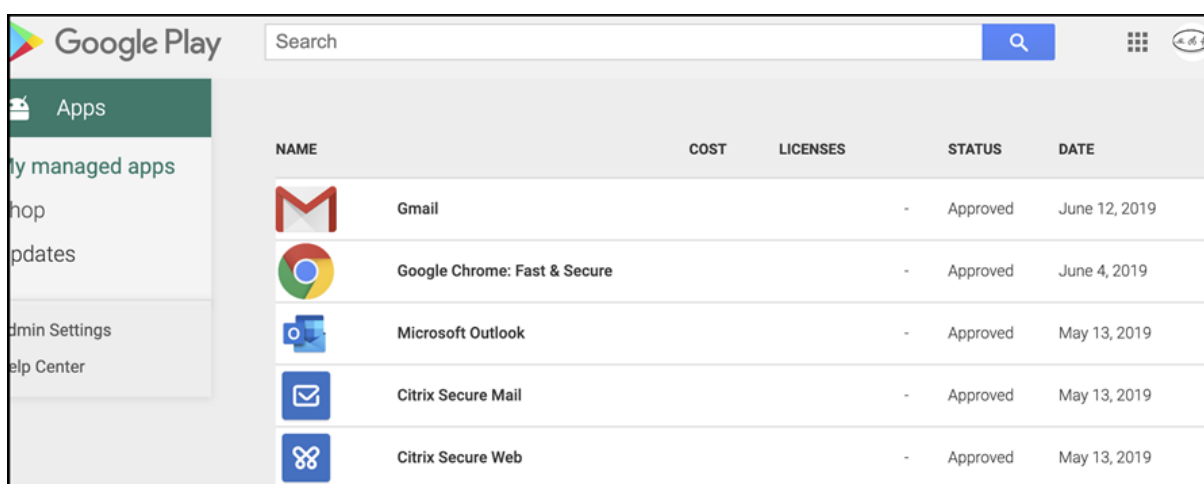 Google Play
Search
Apps
My managed apps
hop
pdates
dmin Settings
elp Center
NAME COST LICENSES STATUS DATE
Gmail - Approved June 12, 2019
Google Chrome: Fast & Secure - Approved June 4, 2019
Microsoft Outlook - Approved May 13, 2019
Citrix Secure Mail - Approved May 13, 2019
Citrix Secure Web - Approved May 13, 2019